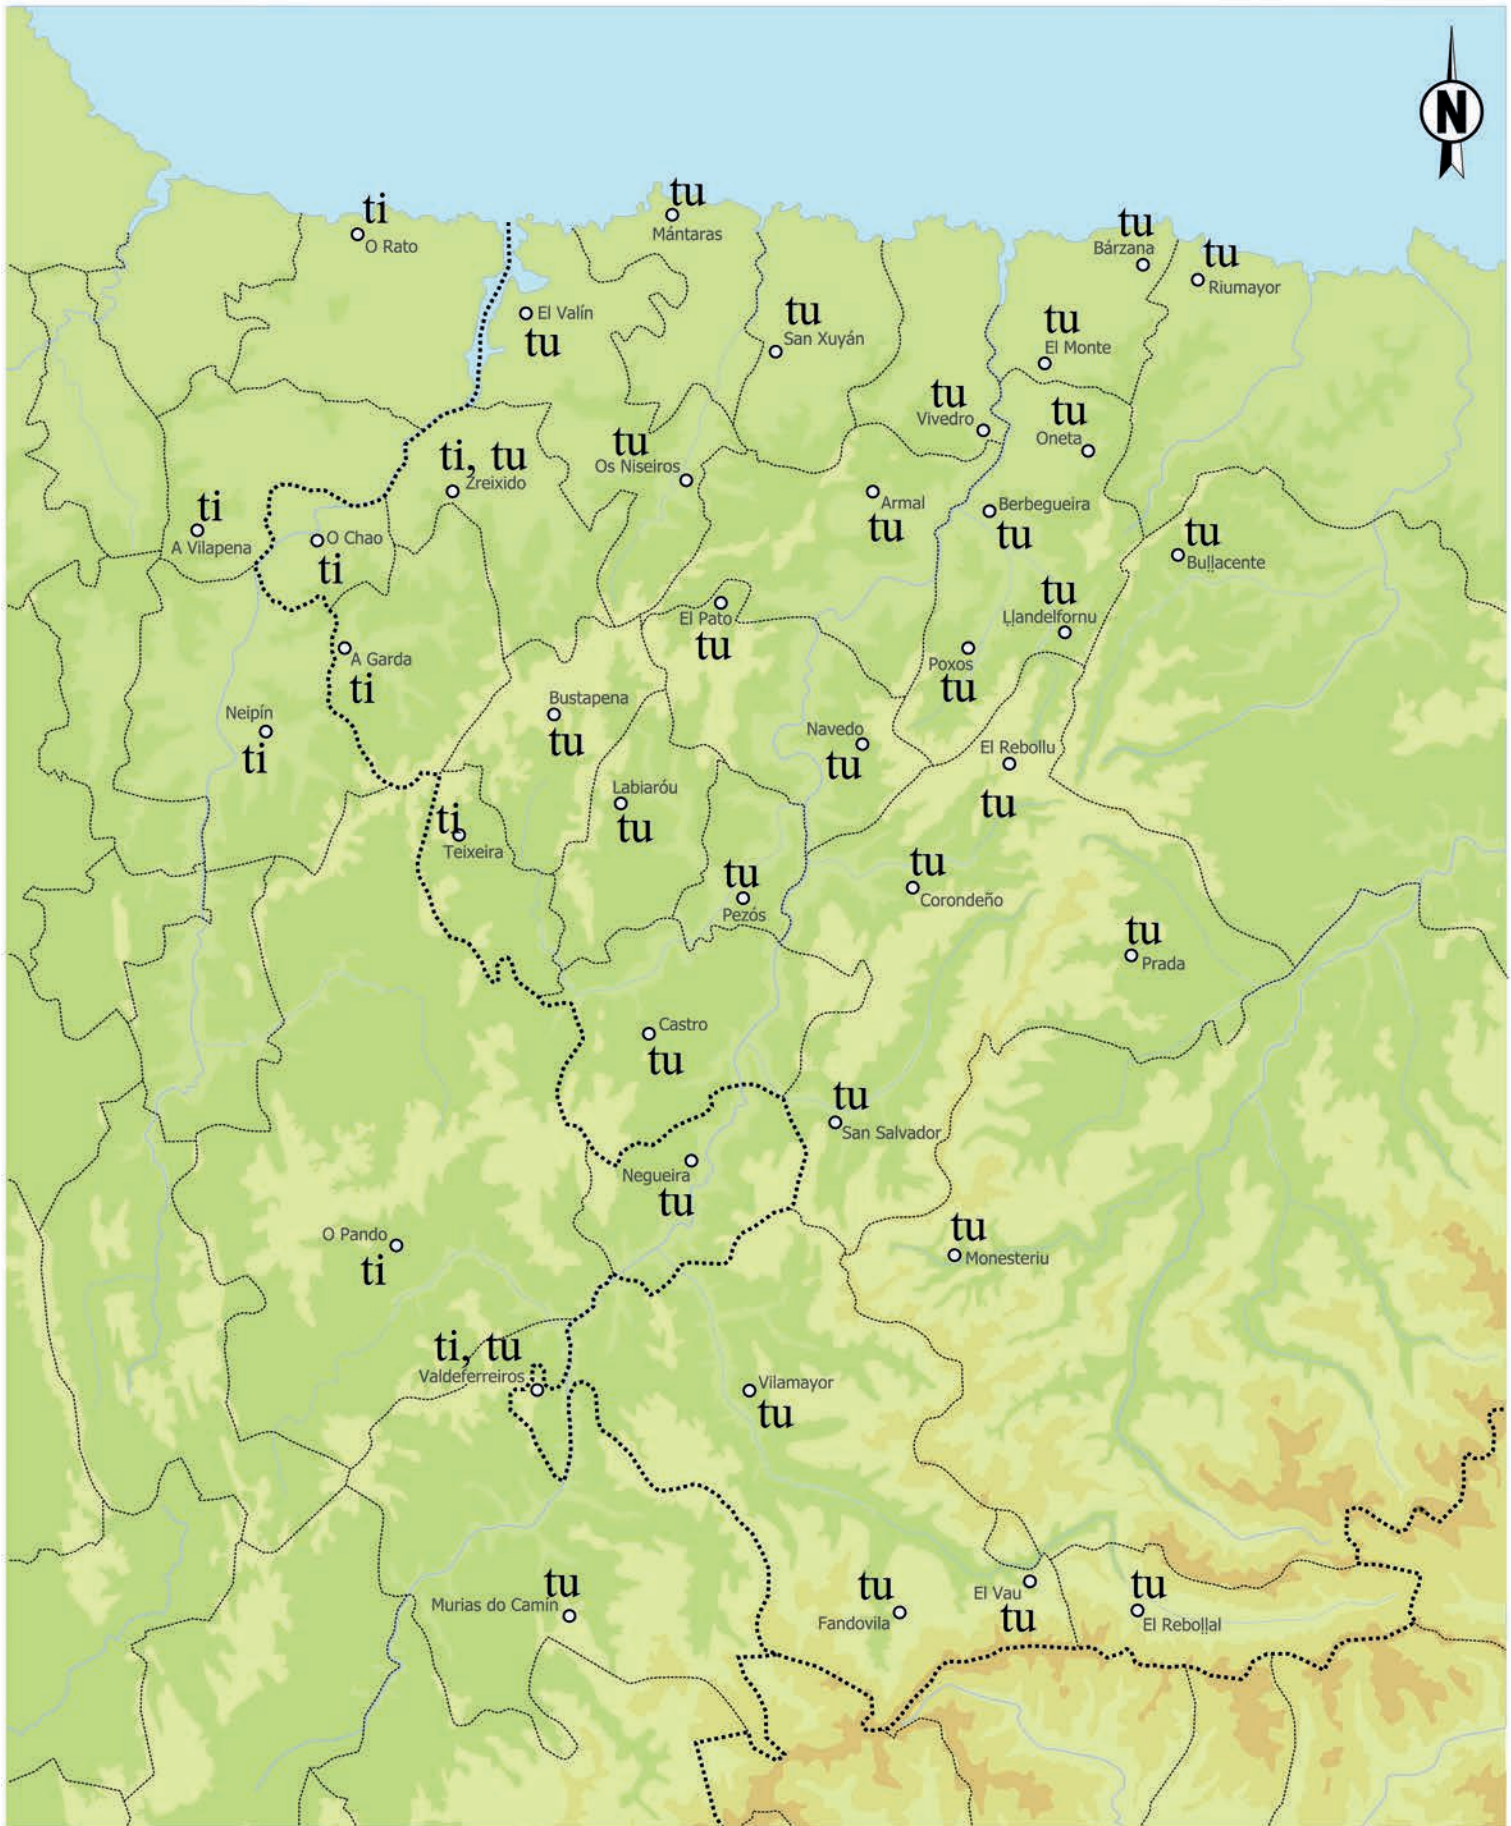 N
tu
Mántaras
ti
O Rato
tu
Bárzana
tu
Riumayor
El Valín
tu
tu
San Xuyán
tu
El Monte
tu
Vivedro
tu
Oneta
ti, tu
Zreixido
tu
Os Niseiros
Armal
tu
Berbegueira
tu
ti
A Vilapena
O Chao
ti
tu
Buḷḷacente
El Pato
tu
tu
Ḷḷandelfornu
A Garda
ti
Poxos
tu
Bustapena
tu
Neipín
ti
Navedo
tu
El Rebollu
tu
Labiaróu
tu
ti
Teixeira
tu
Pezós
tu
Corondeño
tu
Prada
Castro
tu
tu
San Salvador
Negueira
tu
O Pando
ti
tu
Monesteriu
ti, tu
Valdeferreiros
Vilamayor
tu
tu
Murias do Camín
tu
Fandovila
El Vau
tu
tu
El Reboḷḷal